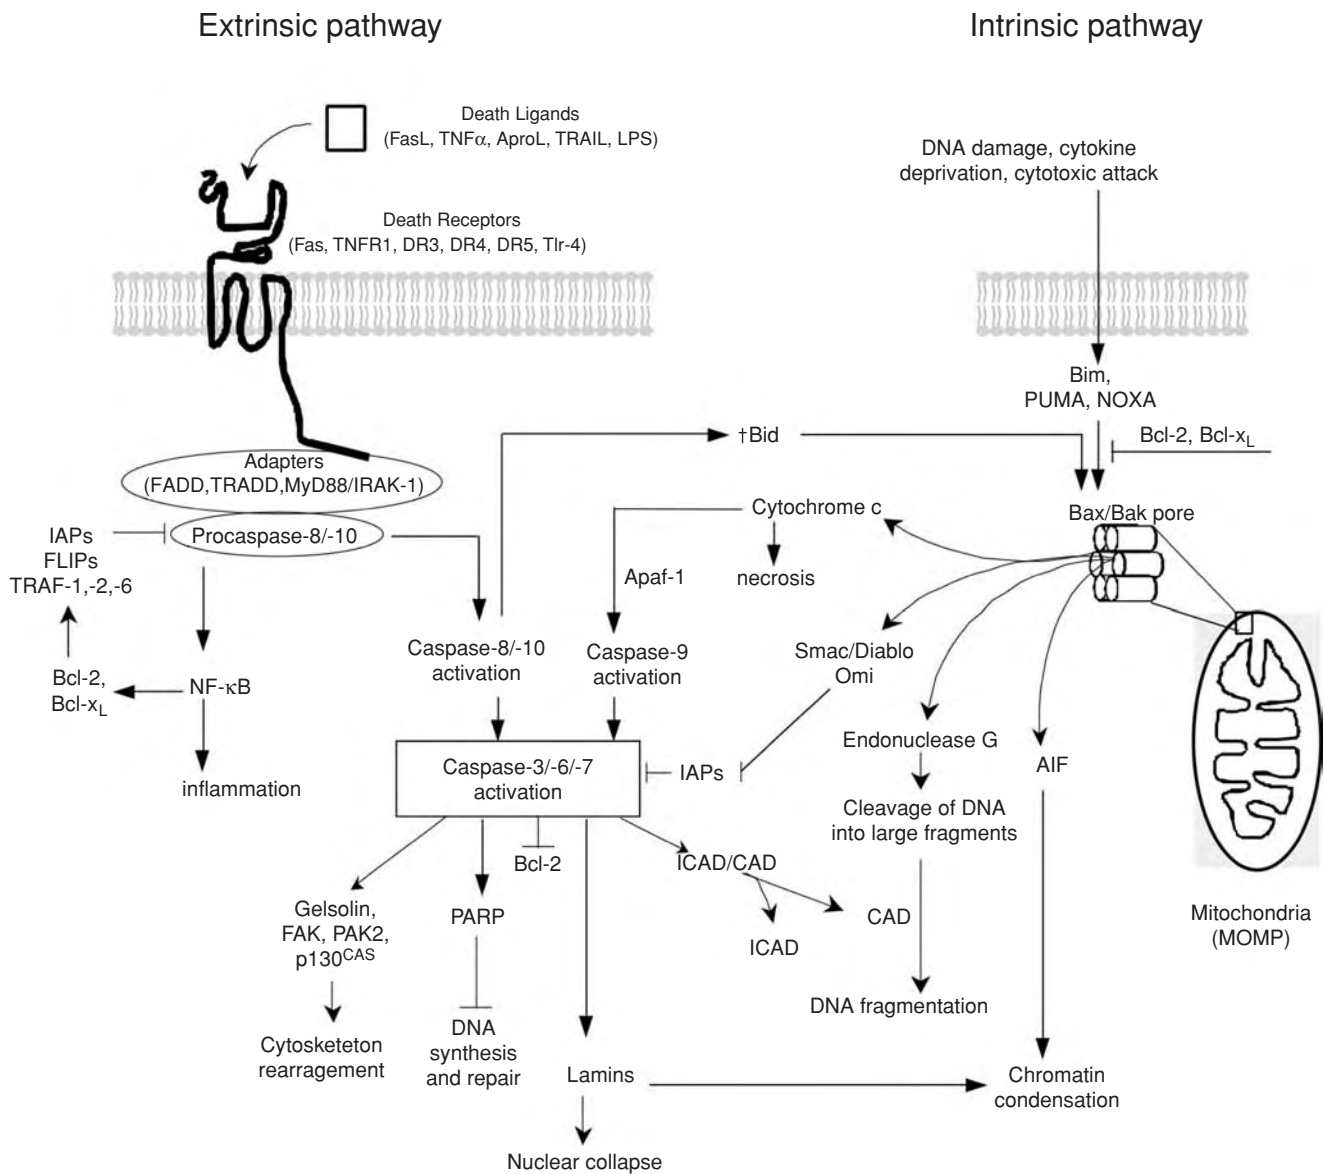 Extrinsic pathway
Intrinsic pathway
Death Ligands
(FasL, TNFα, AproL, TRAIL, LPS)
DNA damage, cytokine
deprivation, cytotoxic attack
Death Receptors
(Fas, TNFR1, DR3, DR4, DR5, Tlr-4)
Bim,
PUMA, NOXA
†Bid
Bcl-2, Bcl-xL
Adapters
(FADD,TRADD,MyD88/IRAK-1)
Procaspase-8/-10
IAPs
FLIPs
TRAF-1,-2,-6
Cytochrome c
Bax/Bak pore
Apaf-1
necrosis
Caspase-8/-10
activation
Caspase-9
activation
Smac/Diablo
Omi
Bcl-2,
Bcl-xL
NF-κB
inflammation
Caspase-3/-6/-7
activation
IAPs
Endonuclease G
AIF
Cleavage of DNA
into large fragments
Bcl-2
ICAD/CAD
Gelsolin,
FAK, PAK2,
p130CAS
PARP
CAD
ICAD
Mitochondria
(MOMP)
DNA fragmentation
Cytosketeton
rearragement
DNA
synthesis
and repair
Lamins
Chromatin
condensation
Nuclear collapse